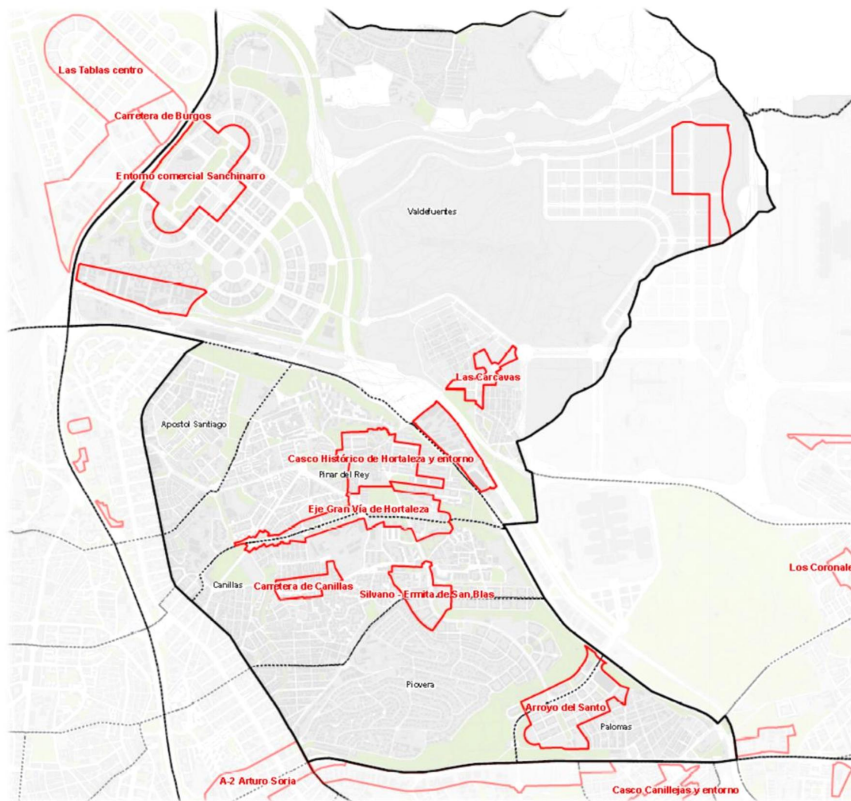 Las Tablas centro
Carretera de Burgos
Entorno comercial Sanchinarro
Valdefuentes
Las Carcavas
Apostol Santiago
Casco Histórico de Hortaleza y entorno
Pinar del Rey
Eje Gran Vía de Hortaleza
Los Coronale
Canillas
Carretera de Canillas
Silvano - Ermita de San Blas
Piovera
Arroyo del Santo
Palomas
A-2 Arturo Soria
Casco Canillejas y entorno